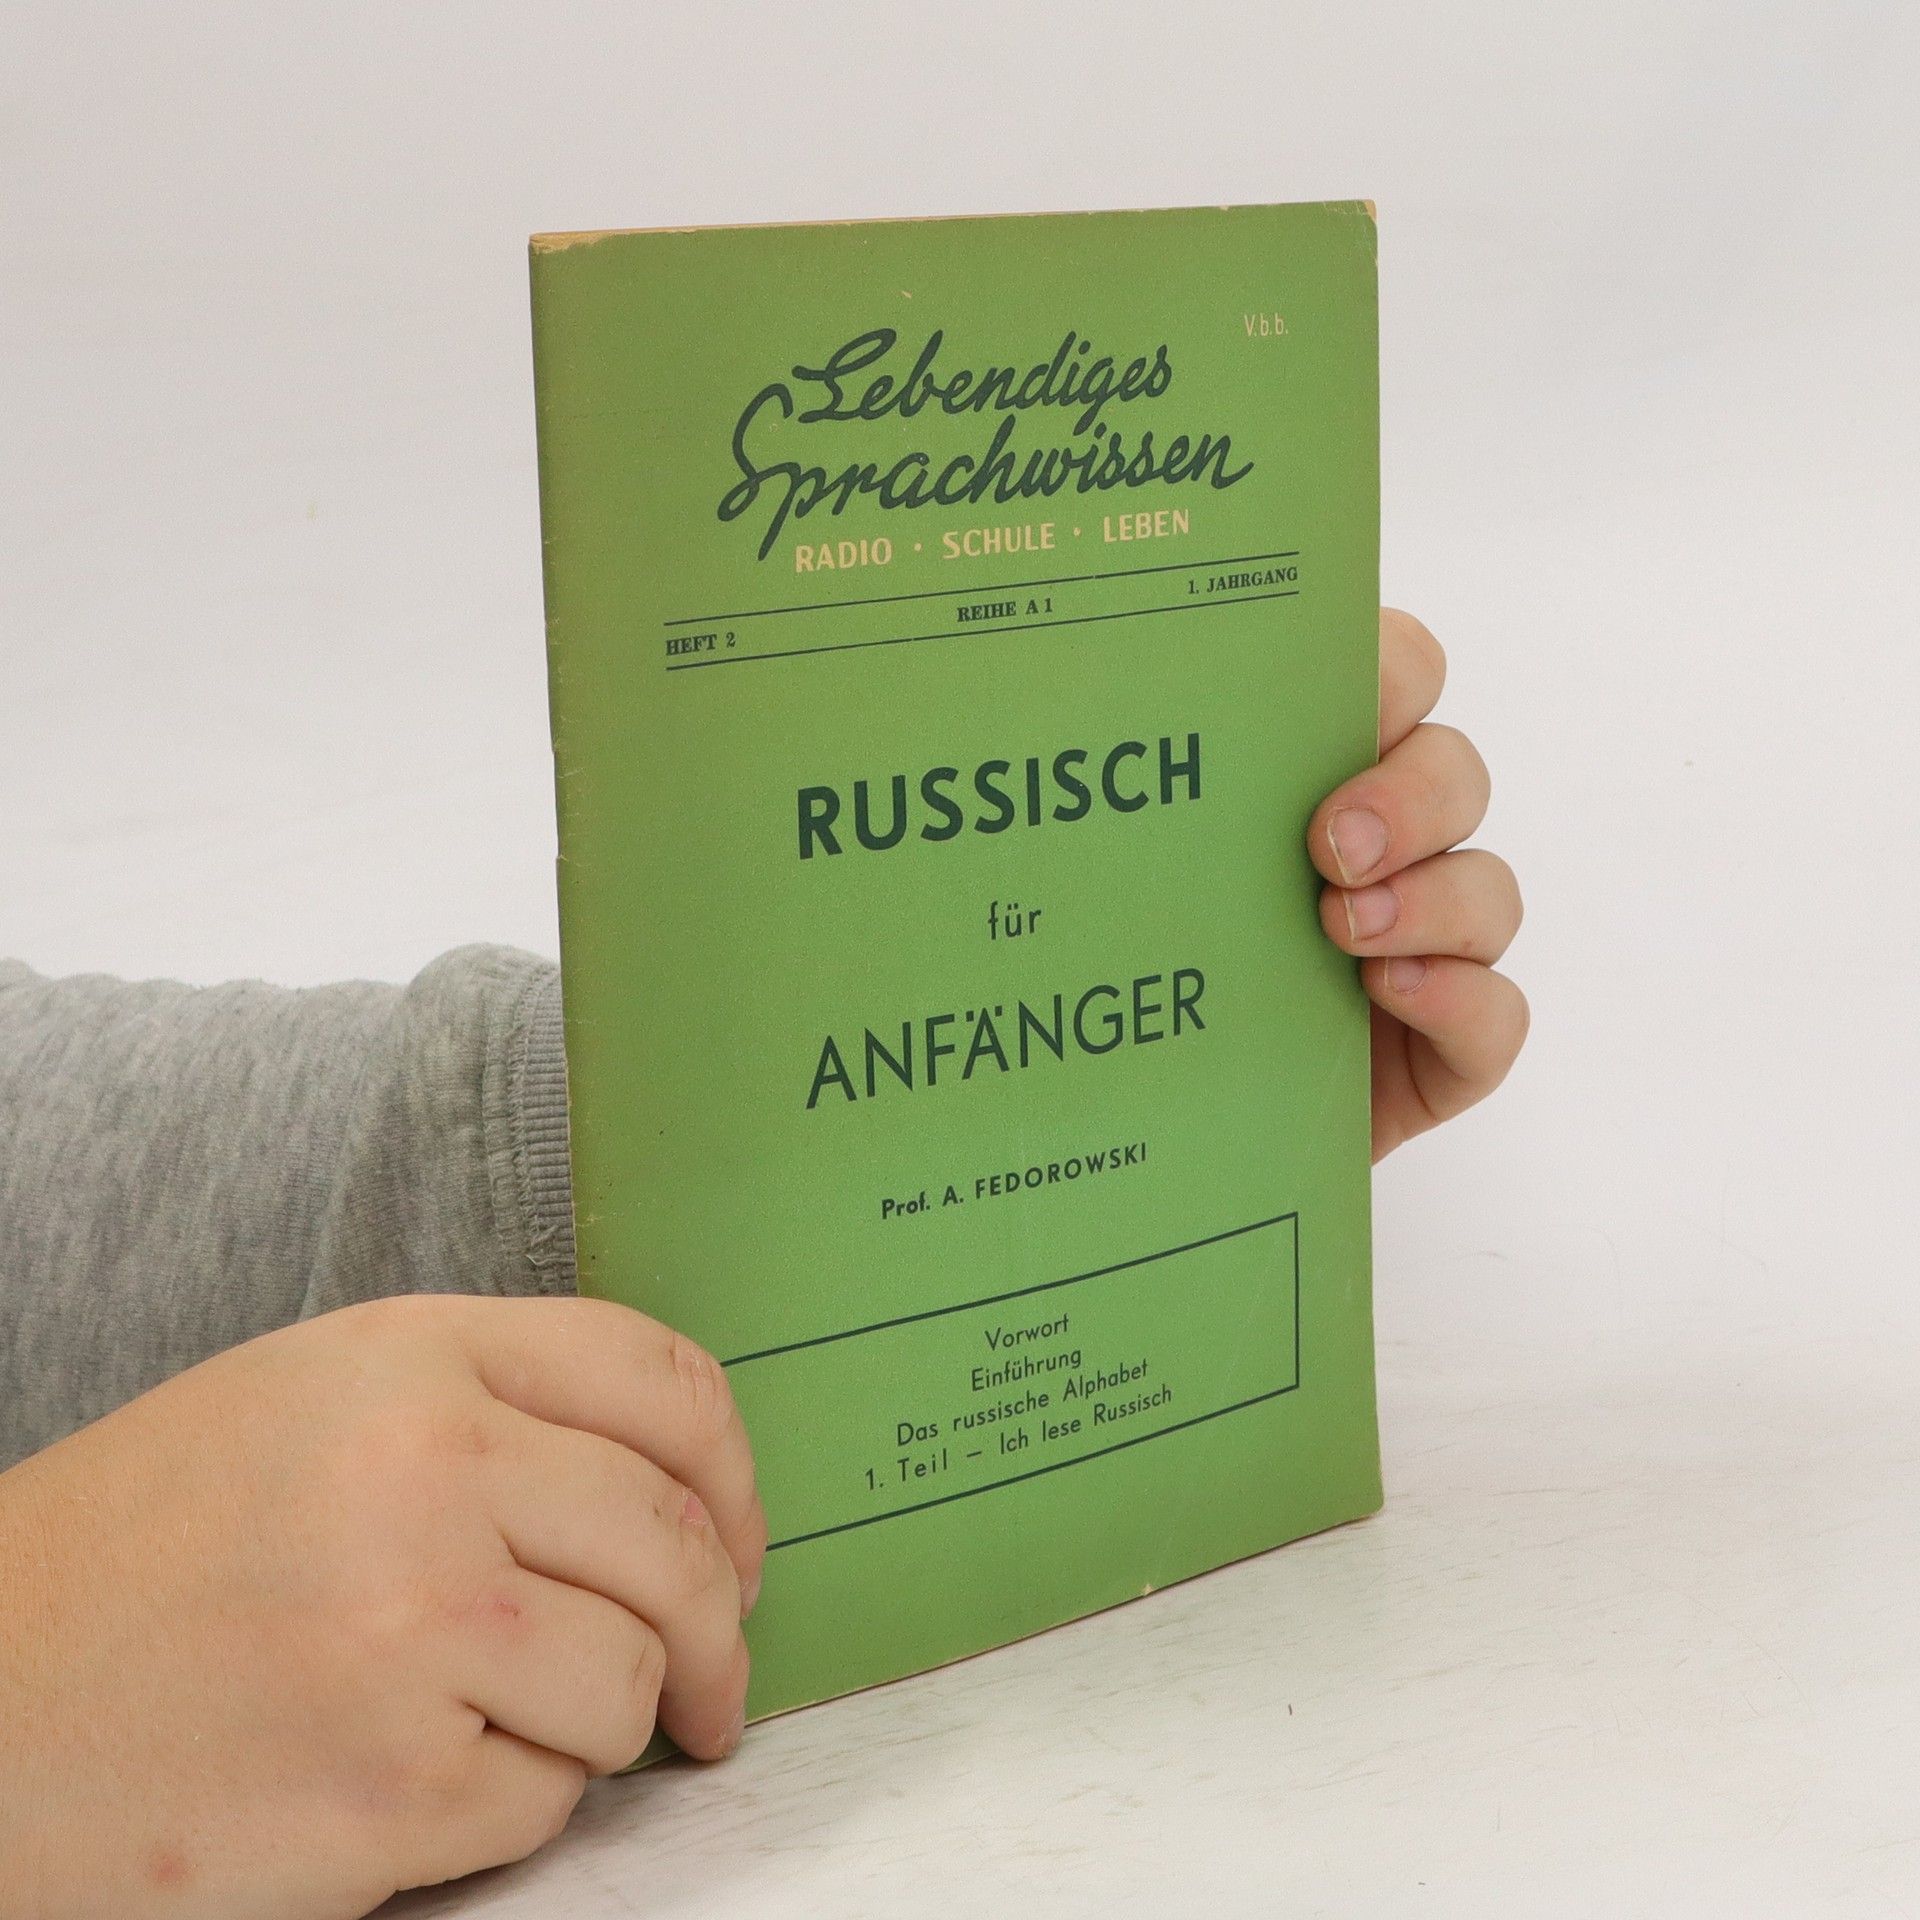 V.b.b.
Lebendiges
Sprachwissen
RADIO · SCHULE · LEBEN
HEFT 2 REIHE A 1 1. JAHRGANG
RUSSISCH
für
ANFÄNGER
Prof. A. FEDOROWSKI
Vorwort
Einführung
Das russische Alphabet
1. Teil — Ich lese Russisch